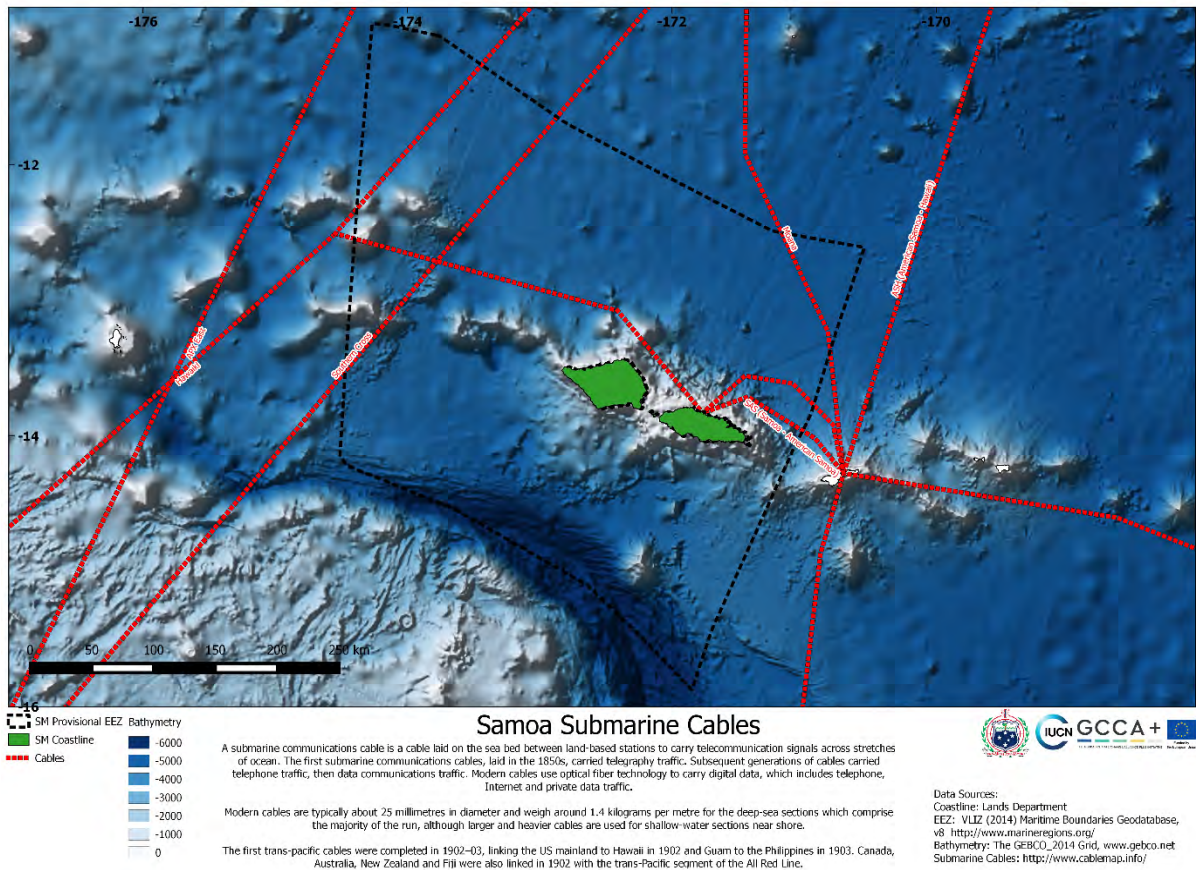 -176
-174
-172
-170
-12
Moana
ASH (American Samoa - Hawaii)
APX East
Hawaiki
Southern Cross
SAS (Samoa - American Samoa)
-14
0 50 100 150 200 250 km
-16
SM Provisional EEZ
SM Coastline
Cables
Bathymetry
-6000
-5000
-4000
-3000
-2000
-1000
0
Samoa Submarine Cables
A submarine communications cable is a cable laid on the sea bed between land-based stations to carry telecommunication signals across stretches
of ocean. The first submarine communications cables, laid in the 1850s, carried telegraphy traffic. Subsequent generations of cables carried
telephone traffic, then data communications traffic. Modern cables use optical fiber technology to carry digital data, which includes telephone,
Internet and private data traffic.
Modern cables are typically about 25 millimetres in diameter and weigh around 1.4 kilograms per metre for the deep-sea sections which comprise
the majority of the run, although larger and heavier cables are used for shallow-water sections near shore.
The first trans-pacific cables were completed in 1902–03, linking the US mainland to Hawaii in 1902 and Guam to the Philippines in 1903. Canada,
Australia, New Zealand and Fiji were also linked in 1902 with the trans-Pacific segment of the All Red Line.
IUCN
GCCA+
Data Sources:
Coastline: Lands Department
EEZ: VLIZ (2014) Maritime Boundaries Geodatabase,
v8 http://www.marineregions.org/
Bathymetry: The GEBCO_2014 Grid, www.gebco.net
Submarine Cables: http://www.cablemap.info/